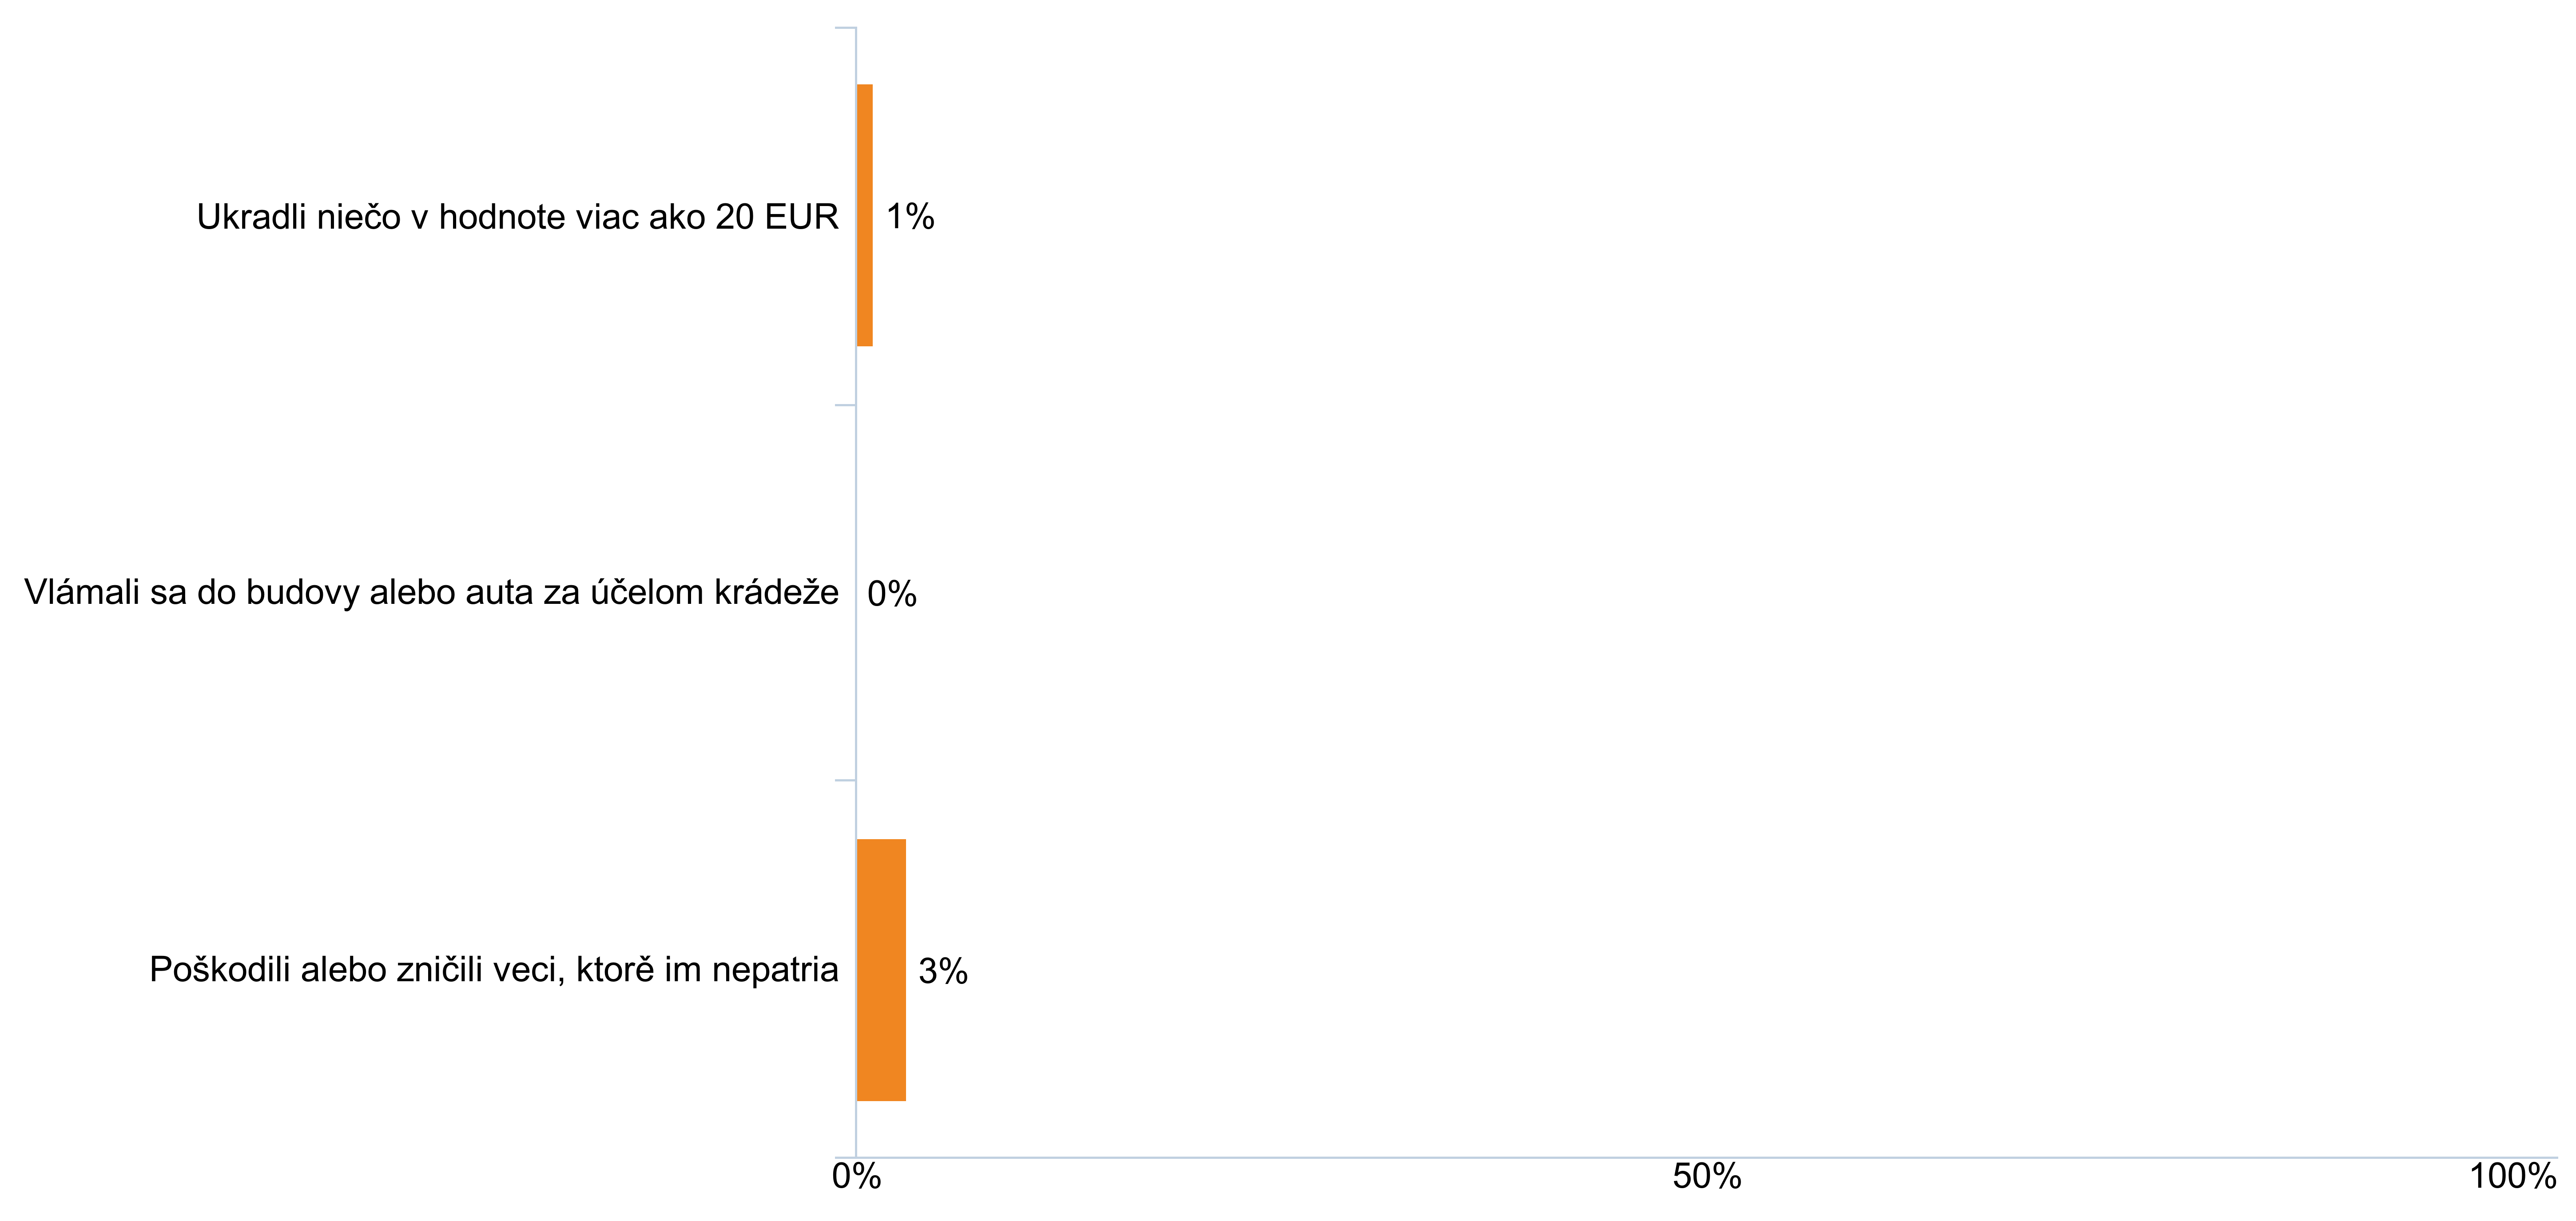 Ukradli niečo v hodnote viac ako 20 EUR
1%
Vlámali sa do budovy alebo auta za účelom krádeže
0%
Poškodili alebo zničili veci, ktorě im nepatria
3%
0%
50%
100%